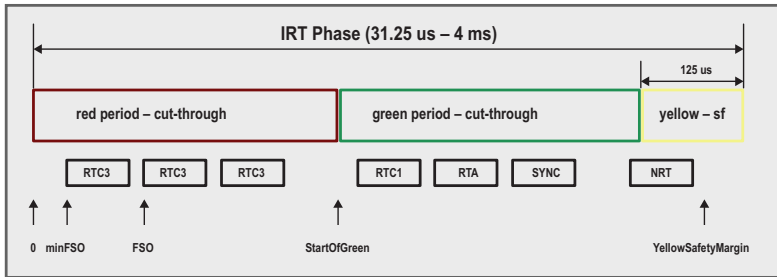 IRT Phase (31.25 us – 4 ms)
125 us
red period – cut-through
green period – cut-through
yellow – sf
RTC3
RTC3
RTC3
RTC1
RTA
SYNC
NRT
0
minFSO
FSO
StartOfGreen
YellowSafetyMargin